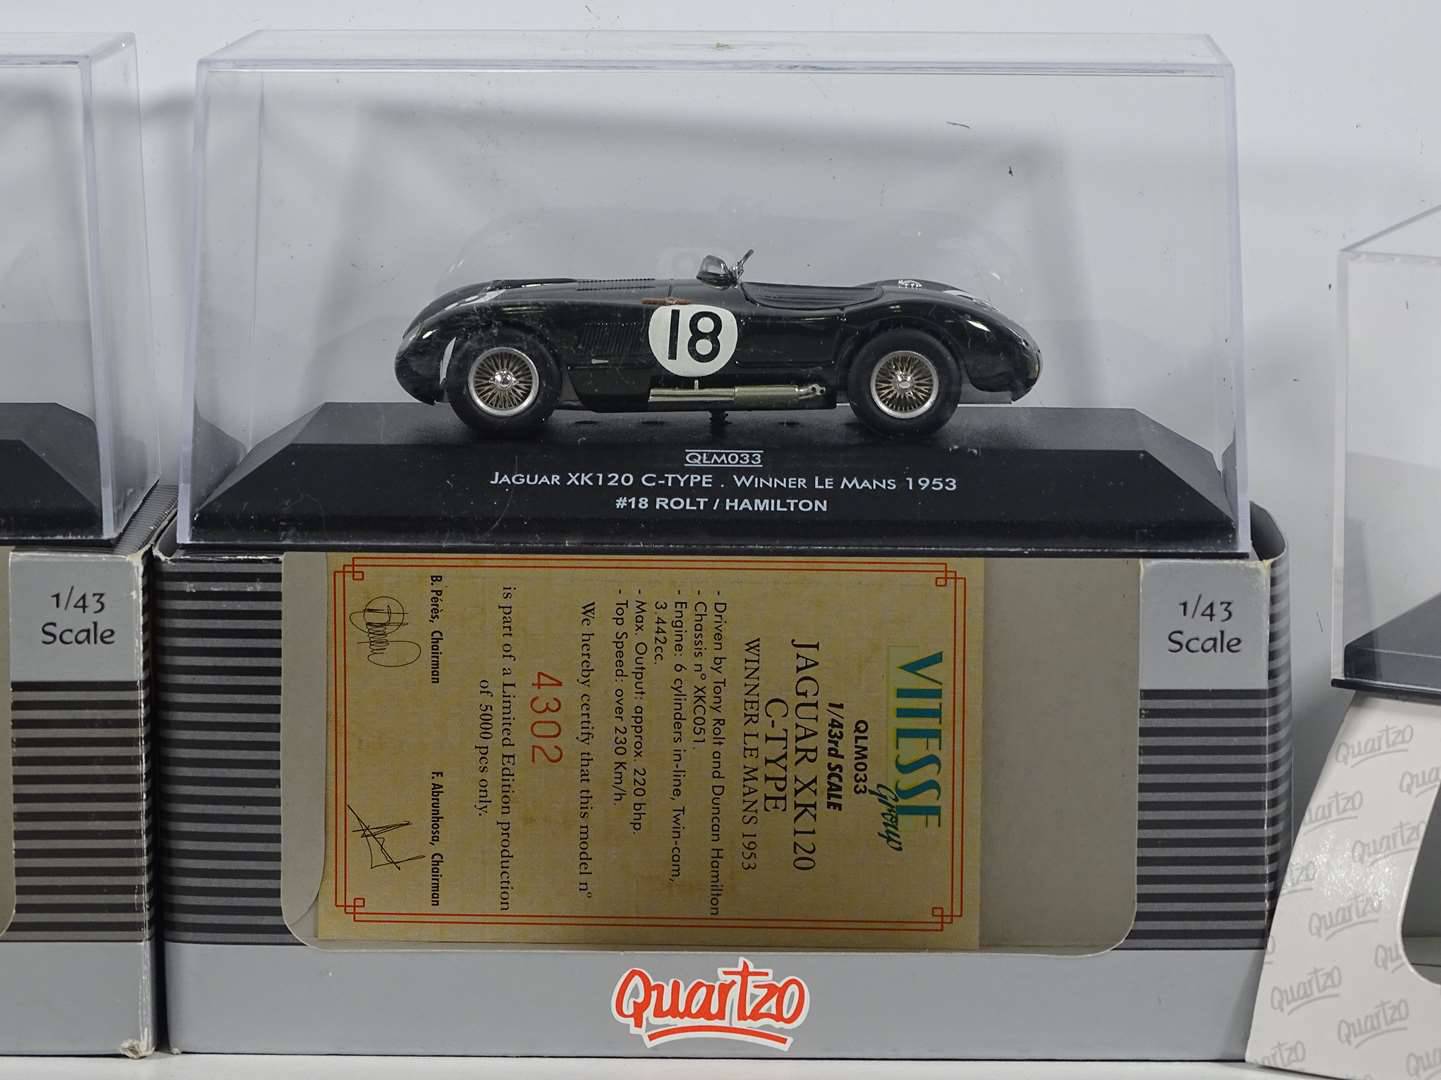 18
QLM033
JAGUAR XK120 C-TYPE . WINNER LE MANS 1953
#18 ROLT / HAMILTON
1/43
Scale
1/43
Scale
VITESSE
Group
QLM033
1/43rd SCALE
JAGUAR XK120
C-TYPE
WINNER LE MANS 1953
- Driven by Tony Rolt and Duncan Hamilton
- Chassis n° XKC051.
- Engine: 6 cylinders in-line, Twin-cam,
3.442cc.
- Max. Output: approx. 220 bhp.
- Top Speed: over 230 Km/h.
We hereby certify that this model nº
4302
is part of a Limited Edition production
of 5000 pcs only.
B. Pérès, Chairman
F. Abrunhosa, Chairman
Quartzo
Quartzo
Quartzo
Quartzo
Quartzo
Quartzo
Quartzo